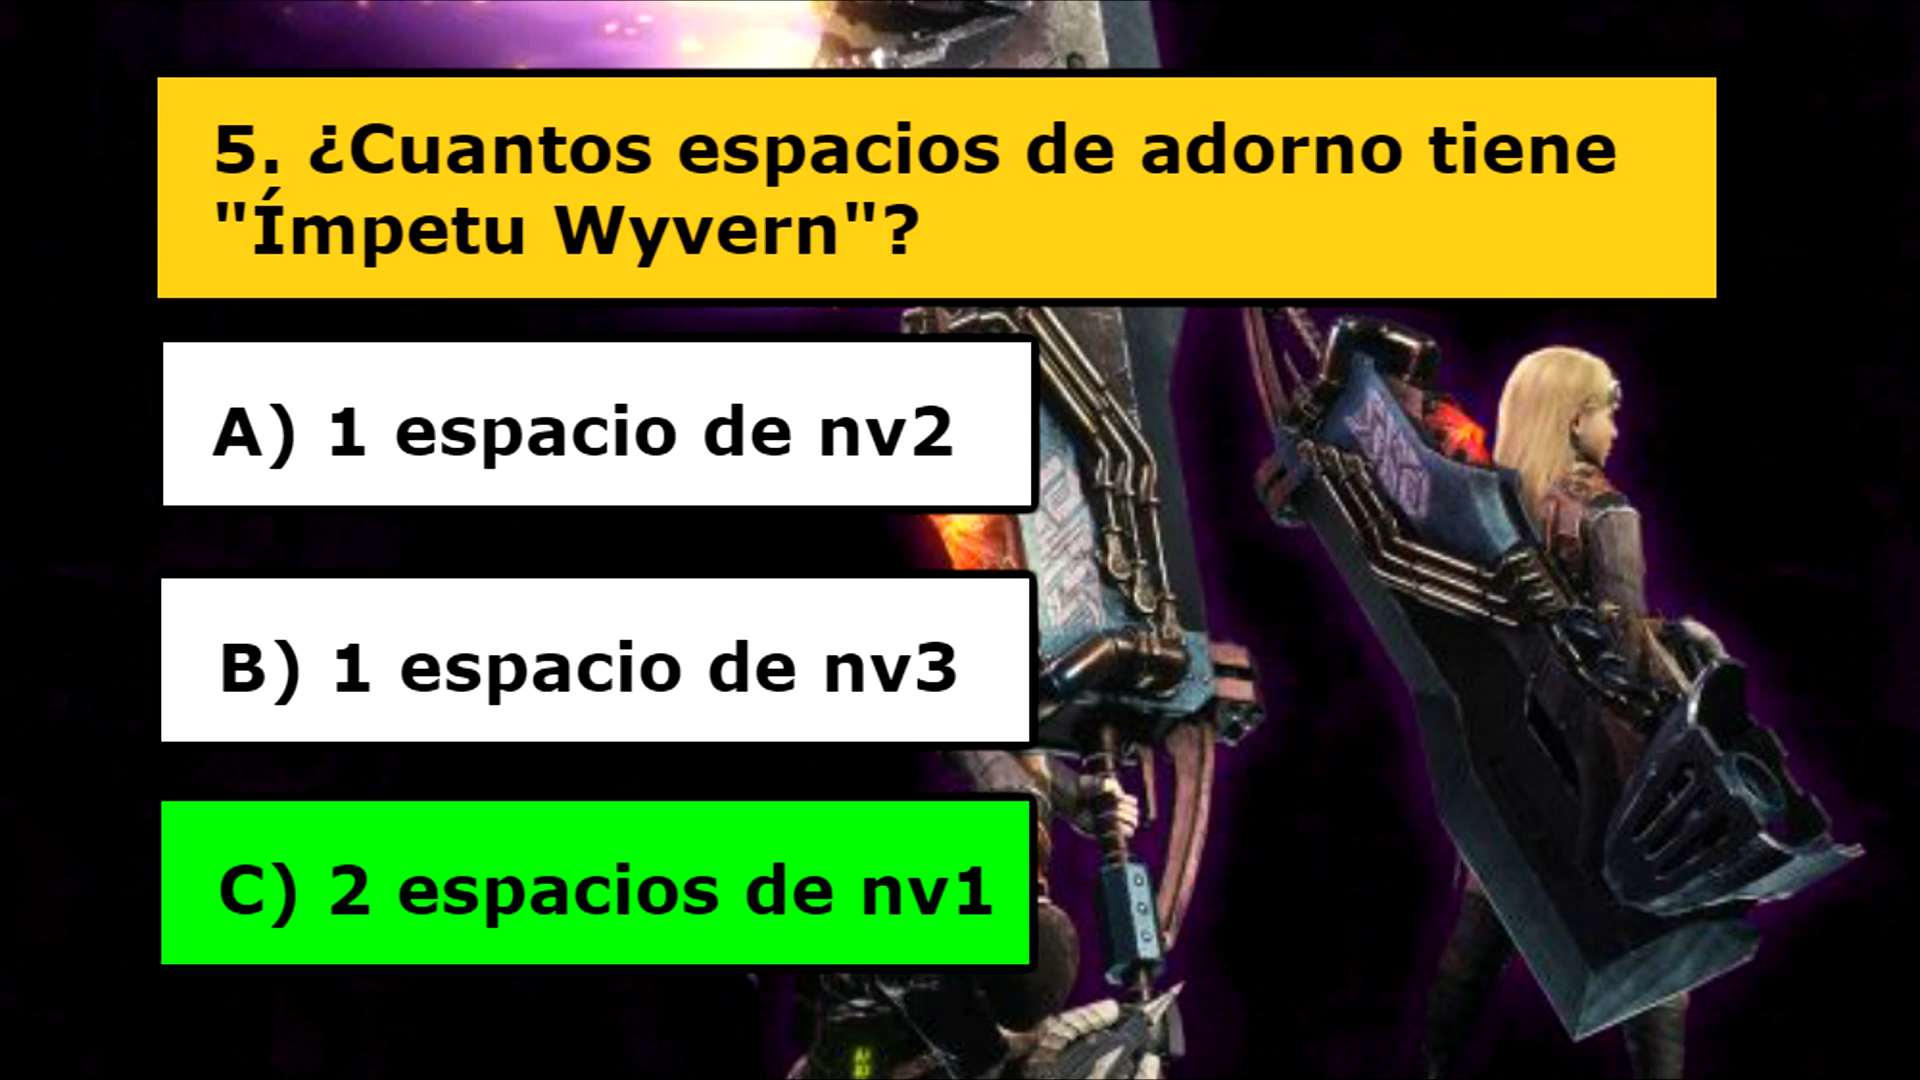 5. ¿Cuantos espacios de adorno tiene
"Ímpetu Wyvern"?
A) 1 espacio de nv2
B) 1 espacio de nv3
C) 2 espacios de nv1